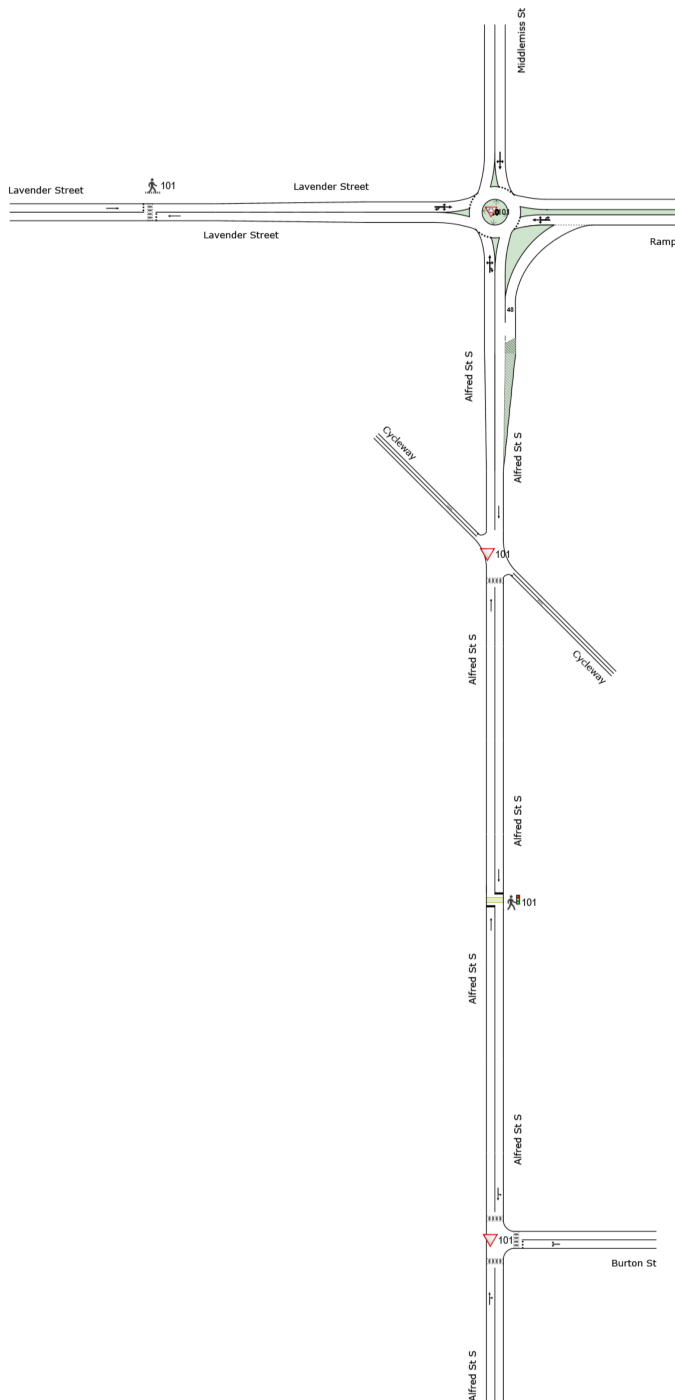 Middlemiss St
101
Lavender Street
Lavender Street
Lavender Street
Ramp
48
Alfred St S
Alfred St S
Cycleway
101
Alfred St S
Cycleway
Alfred St S
101
Alfred St S
Alfred St S
101
Burton St
Alfred St S